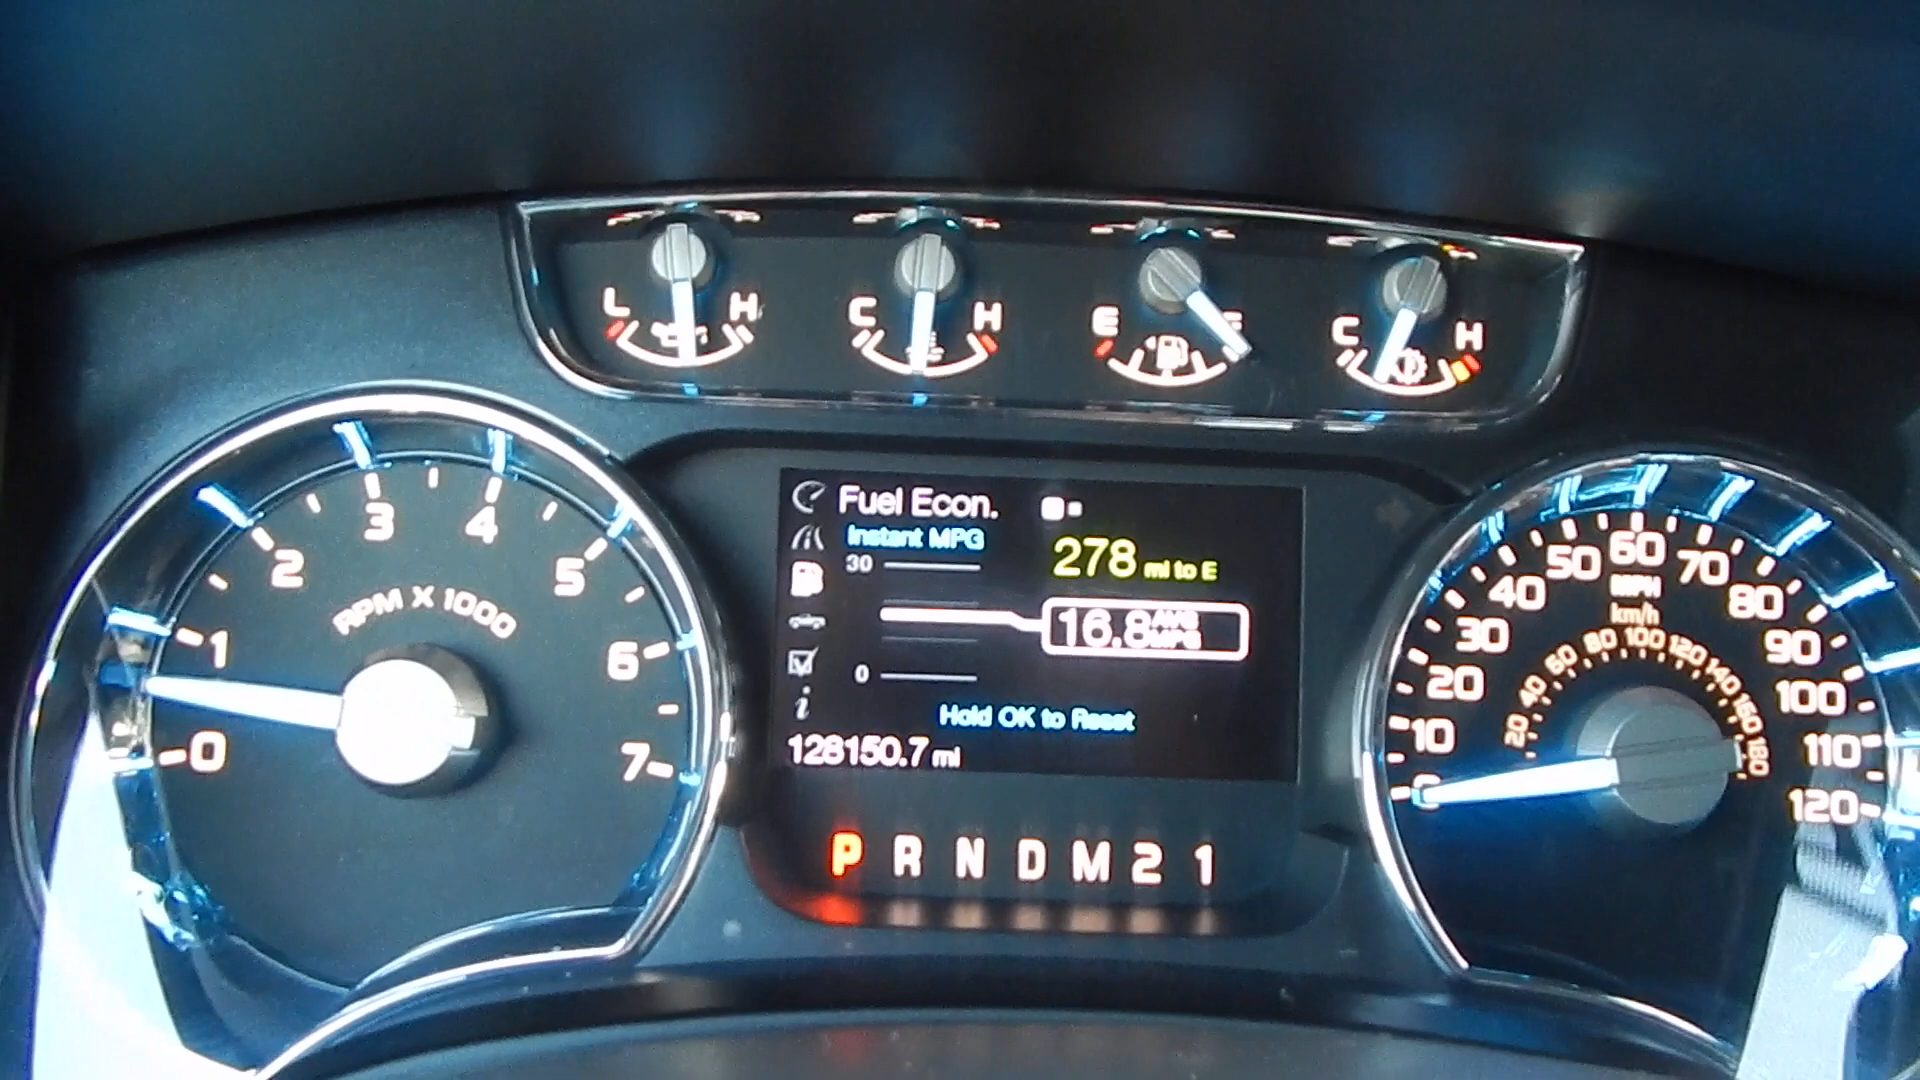 L H C H E F C H
Fuel Econ.
Instant MPG
278 mi to E
30
16.8 AVG MPG
0
Hold OK to Reset
128150.7 mi
P R N D M 2 1
0 1 2 3 4 5 6 7
RPM X 1000
0 10 20 30 40 50 60 70 80 90 100 110 120
MPH
km/h
20 40 60 80 100 120 140 160 180